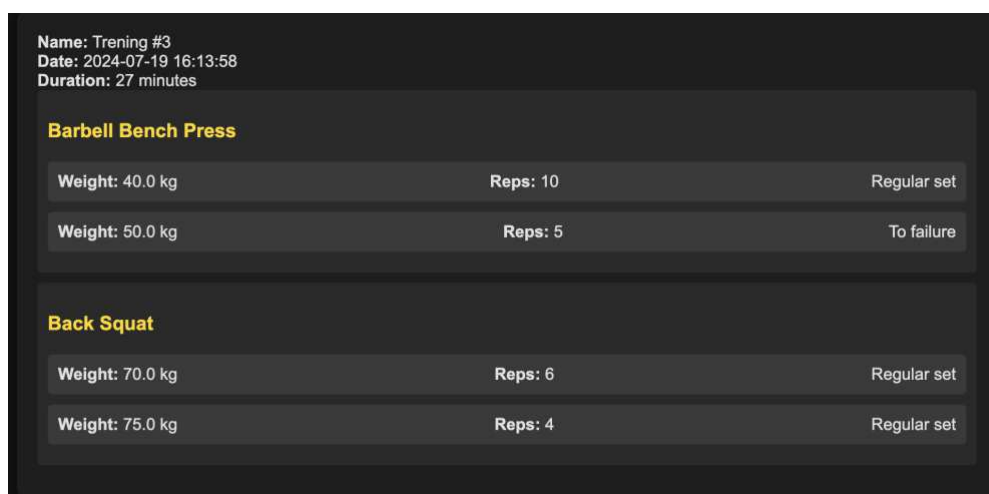 Name: Trening #3
Date: 2024-07-19 16:13:58
Duration: 27 minutes
Barbell Bench Press
Weight: 40.0 kg Reps: 10 Regular set
Weight: 50.0 kg Reps: 5 To failure
Back Squat
Weight: 70.0 kg Reps: 6 Regular set
Weight: 75.0 kg Reps: 4 Regular set